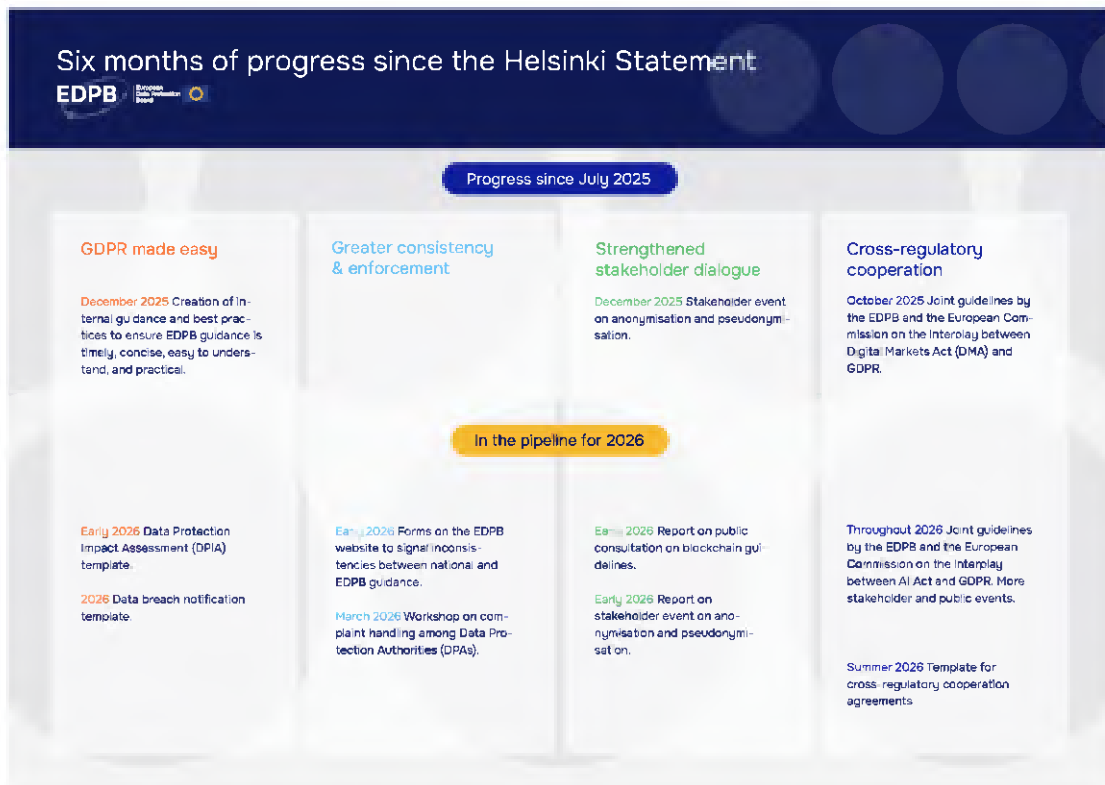 Six months of progress since the Helsinki Statement
EDPB
European
Data Protection
Board
Progress since July 2025
GDPR made easy
December 2025 Creation of in-
ternal guidance and best prac-
tices to ensure EDPB guidance is
timely, concise, easy to unders-
tand, and practical.
Greater consistency
& enforcement
Strengthened
stakeholder dialogue
December 2025 Stakeholder event
on anonymisation and pseudonymi-
sation.
Cross-regulatory
cooperation
October 2025 Joint guidelines by
the EDPB and the European Com-
mission on the Interplay between
Digital Markets Act (DMA) and
GDPR.
In the pipeline for 2026
Early 2026 Data Protection
Impact Assessment (DPIA)
template.
2026 Data breach notification
template.
Early 2026 Forms on the EDPB
website to signal inconsis-
tencies between national and
EDPB guidance.
March 2026 Workshop on com-
plaint handling among Data Pro-
tection Authorities (DPAs).
Early 2026 Report on public
consultation on blockchain gui-
delines.
Early 2026 Report on
stakeholder event on ano-
nymisation and pseudonymi-
sation.
Throughout 2026 Joint guidelines
by the EDPB and the European
Commission on the Interplay
between AI Act and GDPR. More
stakeholder and public events.
Summer 2026 Template for
cross-regulatory cooperation
agreements